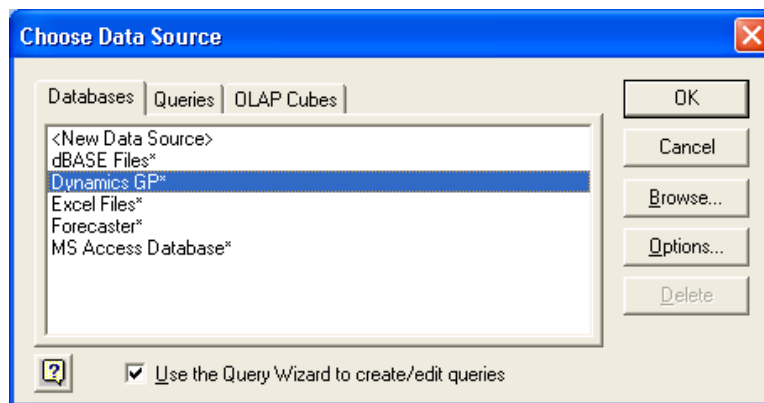 Choose Data Source
Databases Queries OLAP Cubes
<New Data Source>
dBASE Files*
Dynamics GP*
Excel Files*
Forecaster*
MS Access Database*
OK
Cancel
Browse...
Options...
Delete
Use the Query Wizard to create/edit queries